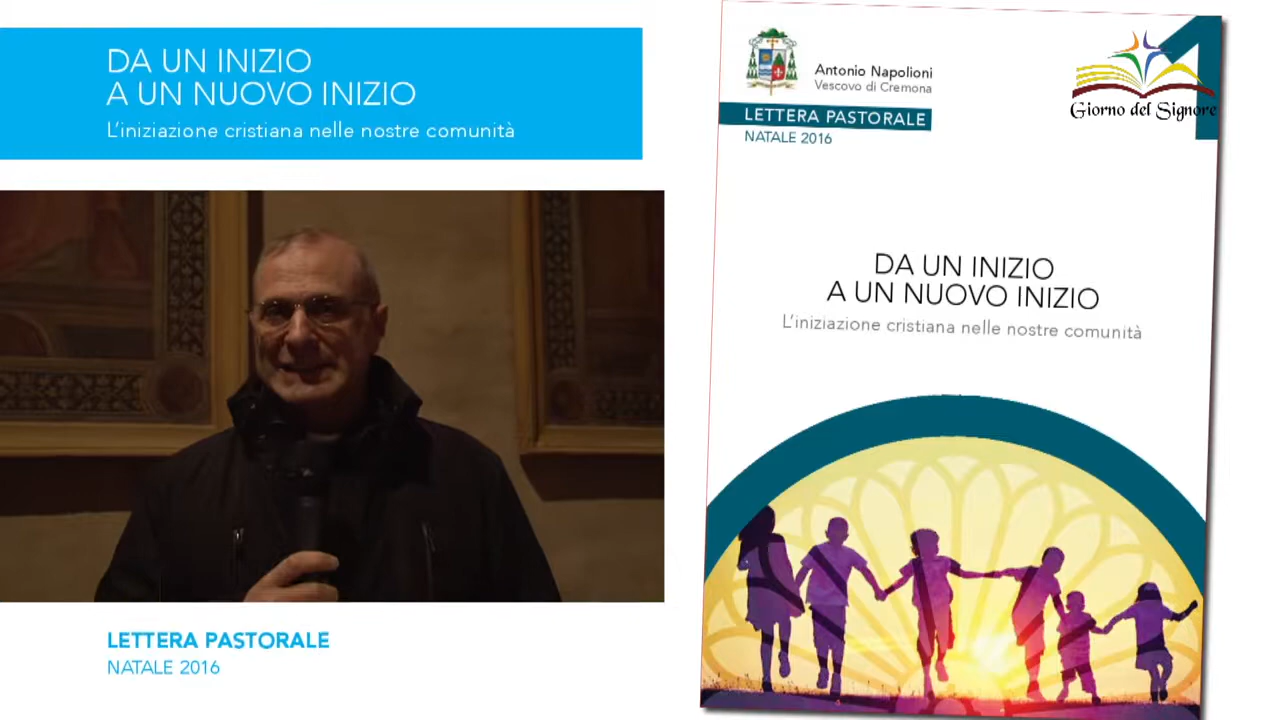 DA UN INIZIO
A UN NUOVO INIZIO
L'iniziazione cristiana nelle nostre comunità
LETTERA PASTORALE
NATALE 2016
Antonio Napolioni
Vescovo di Cremona
LETTERA PASTORALE
NATALE 2016
1
Giorno del Signore
DA UN INIZIO
A UN NUOVO INIZIO
L'iniziazione cristiana nelle nostre comunità